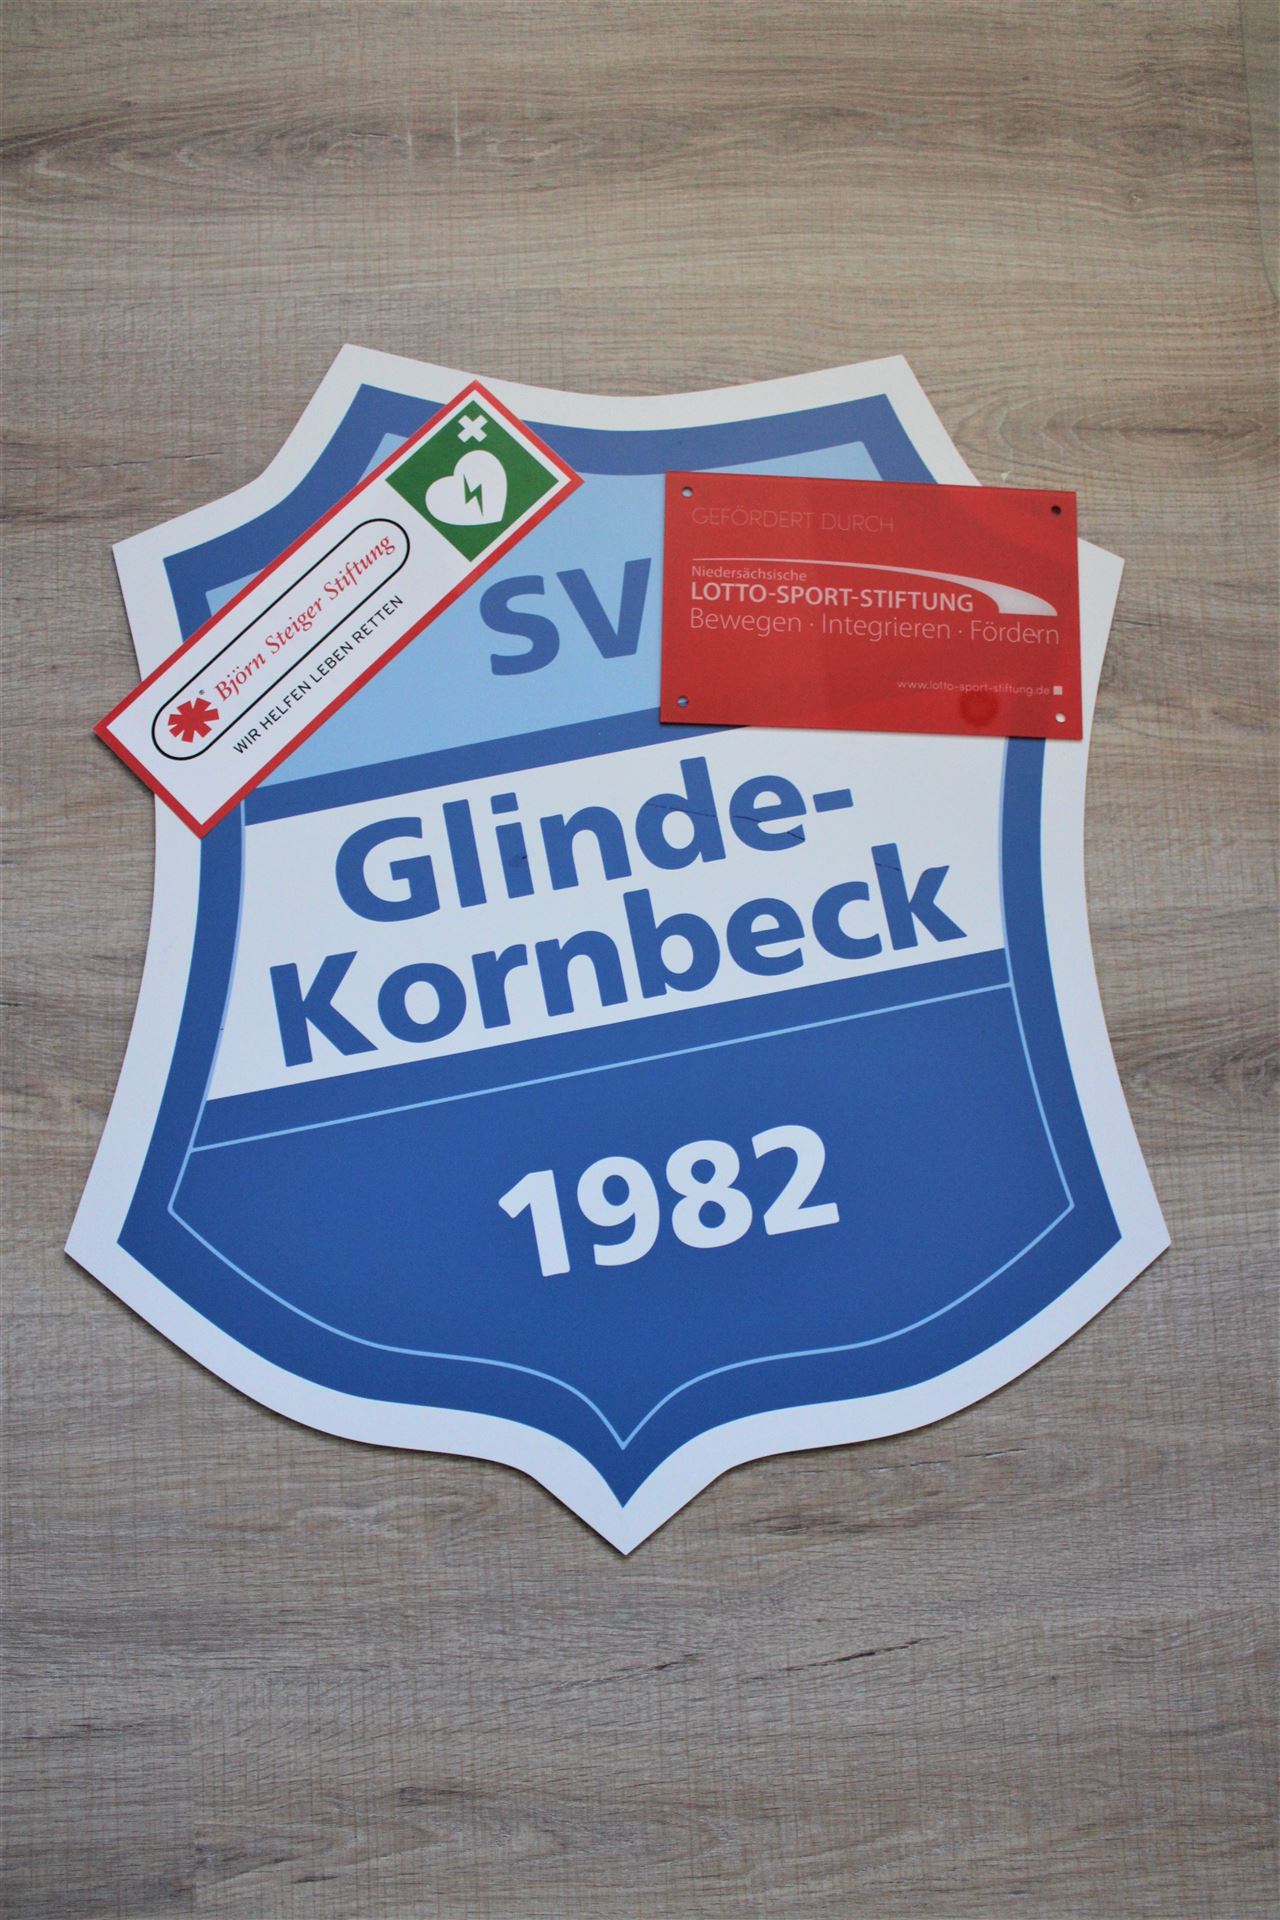 Björn Steiger Stiftung
WIR HELFEN LEBEN RETTEN
GEFÖRDERT DURCH
Niedersächsische
LOTTO-SPORT-STIFTUNG
Bewegen · Integrieren · Fördern
www.lotto-sport-stiftung.de
SV
Glinde-
Kornbeck
1982